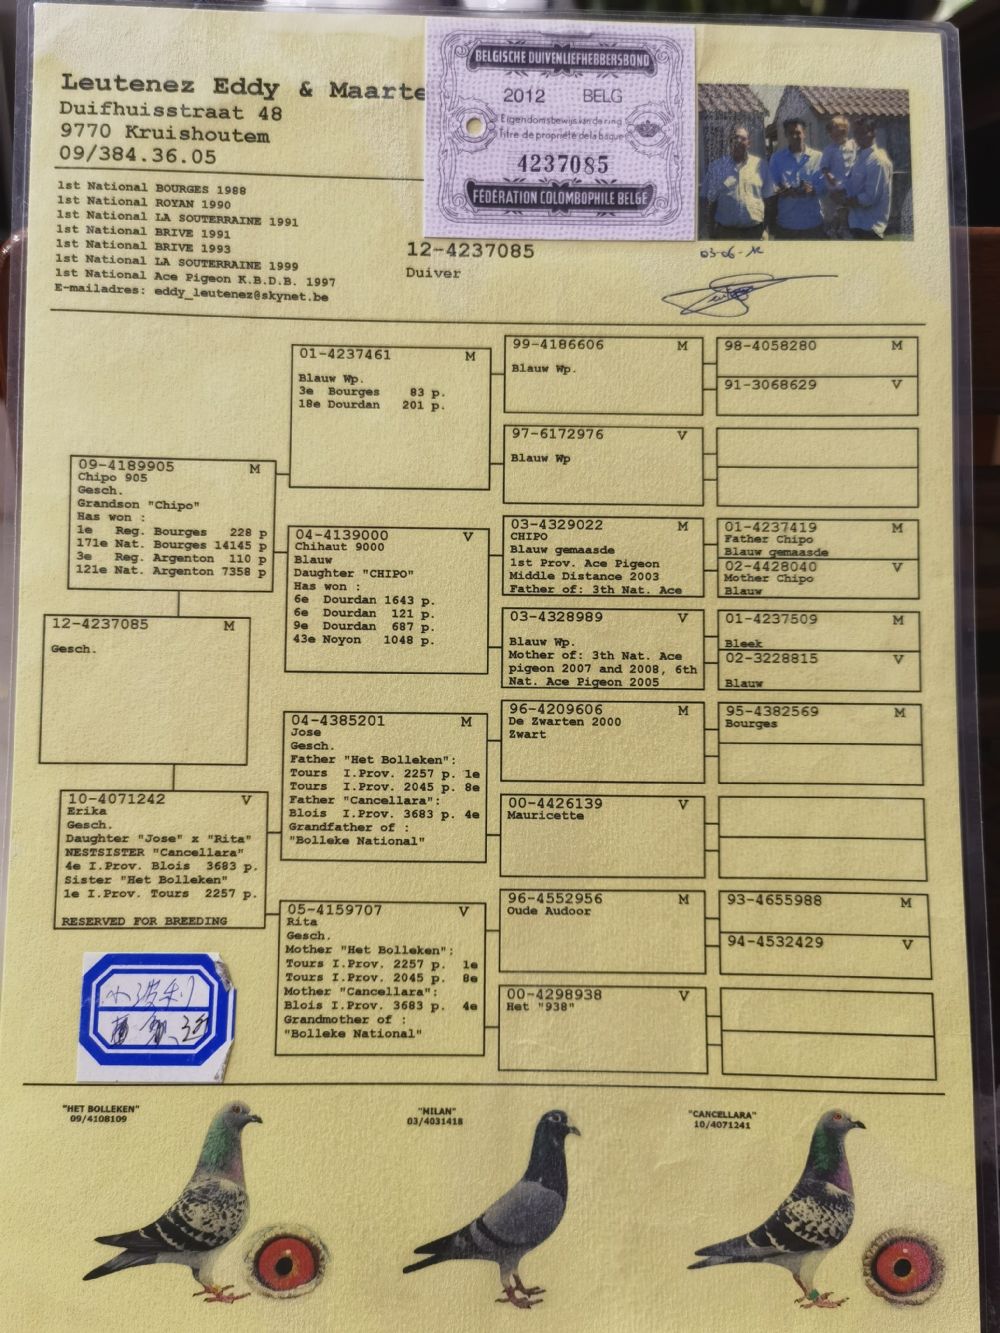 Leutenez Eddy & Maarte
Duifhuisstraat 48
9770 Kruishoutem
09/384.36.05
BELGISCHE DUIVENLIEFHEBBERSBOND
2012 BELG
Eigendomsbewijs van de ring
Titre de propriété de la bague
4237085
FÉDÉRATION COLOMBOPHILE BELGE
1st National BOURGES 1988
1st National ROYAN 1990
1st National LA SOUTERRAINE 1991
1st National BRIVE 1991
1st National BRIVE 1993
1st National LA SOUTERRAINE 1999
1st National Ace Pigeon K.B.D.B. 1997
E-mailadres: eddy_leutenez@skynet.be
12-4237085
Duiver
03-06-12
01-4237461 M
Blauw Wp.
3e Bourges 83 p.
18e Dourdan 201 p.
99-4186606 M
Blauw Wp.
98-4058280 M
91-3068629 V
97-6172976 V
Blauw Wp
09-4189905 M
Chipo 905
Gesch.
Grandson "Chipo"
Has won :
1e Reg. Bourges 228 p
171e Nat. Bourges 14145 p
3e Reg. Argenton 110 p
121e Nat. Argenton 7358 p
04-4139000 V
Chihaut 9000
Blauw
Daughter "CHIPO"
Has won :
6e Dourdan 1643 p.
6e Dourdan 121 p.
9e Dourdan 687 p.
43e Noyon 1048 p.
03-4329022 M
CHIPO
Blauw gemaasde
1st Prov. Ace Pigeon
Middle Distance 2003
Father of: 3th Nat. Ace
01-4237419 M
Father Chipo
Blauw gemaasde
02-4428040 V
Mother Chipo
Blauw
03-4328989 V
Blauw Wp.
Mother of: 3th Nat. Ace
pigeon 2007 and 2008, 6th
Nat. Ace Pigeon 2005
01-4237509 M
Bleek
02-3228815 V
Blauw
12-4237085 M
Gesch.
04-4385201 M
Jose
Gesch.
Father "Het Bolleken":
Tours I.Prov. 2257 p. 1e
Tours I.Prov. 2045 p. 8e
Father "Cancellara":
Blois I.Prov. 3683 p. 4e
Grandfather of :
"Bolleke National"
96-4209606 M
De Zwarten 2000
Zwart
95-4382569 M
Bourges
00-4426139 V
Mauricette
10-4071242 V
Erika
Gesch.
Daughter "Jose" x "Rita"
NESTSISTER "Cancellara"
4e I.Prov. Blois 3683 p.
Sister "Het Bolleken"
1e I.Prov. Tours 2257 p.
RESERVED FOR BREEDING
05-4159707 V
Rita
Gesch.
Mother "Het Bolleken":
Tours I.Prov. 2257 p. 1e
Tours I.Prov. 2045 p. 8e
Mother "Cancellara":
Blois I.Prov. 3683 p. 4e
Grandmother of :
"Bolleke National"
96-4552956 M
Oude Audoor
93-4655988 M
94-4532429 V
00-4298938 V
Het "938"
小波利
"HET BOLLEKEN"
09/4108109
"MILAN"
03/4031418
"CANCELLARA"
10/4071241